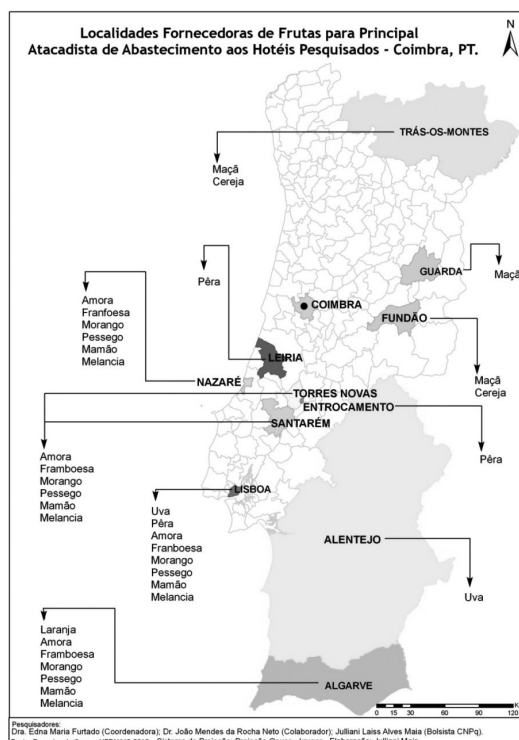 Localidades Fornecedoras de Frutas para Principal
Atacadista de Abastecimento aos Hotéis Pesquisados - Coimbra, PT.
N
TRÁS-OS-MONTES
Maçã
Cereja
GUARDA
Maçã
Pêra
COIMBRA
FUNDÃO
Amora
Franfoesa
Morango
Pessego
Mamão
Melancia
LEIRIA
Maçã
Cereja
NAZARÉ
TORRES NOVAS
ENTROCAMENTO
SANTARÉM
Pêra
Amora
Framboesa
Morango
Pessego
Mamão
Melancia
LISBOA
Uva
Pêra
Amora
Franboesa
Morango
Pessego
Mamão
Melancia
ALENTEJO
Uva
Laranja
Amora
Framboesa
Morango
Pessego
Mamão
Melancia
ALGARVE
0 15 30 60 90 120
Pesquisadores:
Dra. Edna Maria Furtado (Coordenadora); Dr. João Mendes da Rocha Neto (Colaborador); Julliani Laiss Alves Maia (Bolsista CNPq).